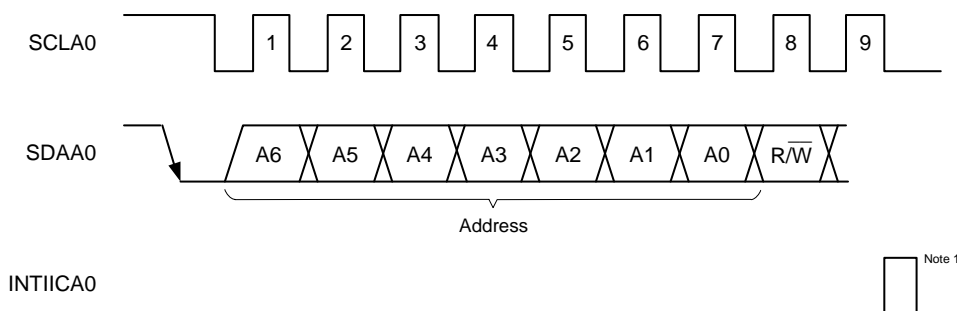 SCLA0 1 2 3 4 5 6 7 8 9
SDAA0 A6 A5 A4 A3 A2 A1 A0 R/W̅
Address
INTIICA0 Note 1